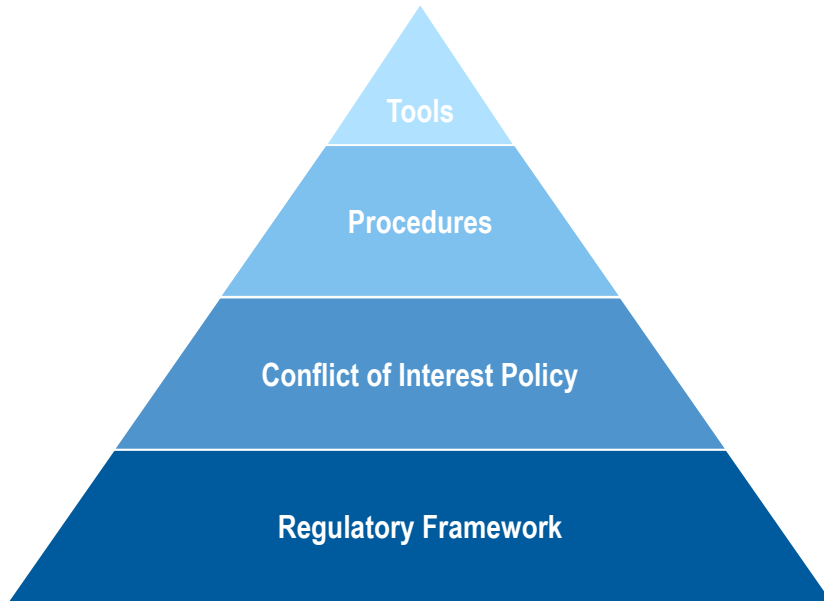 Tools
Procedures
Conflict of Interest Policy
Regulatory Framework